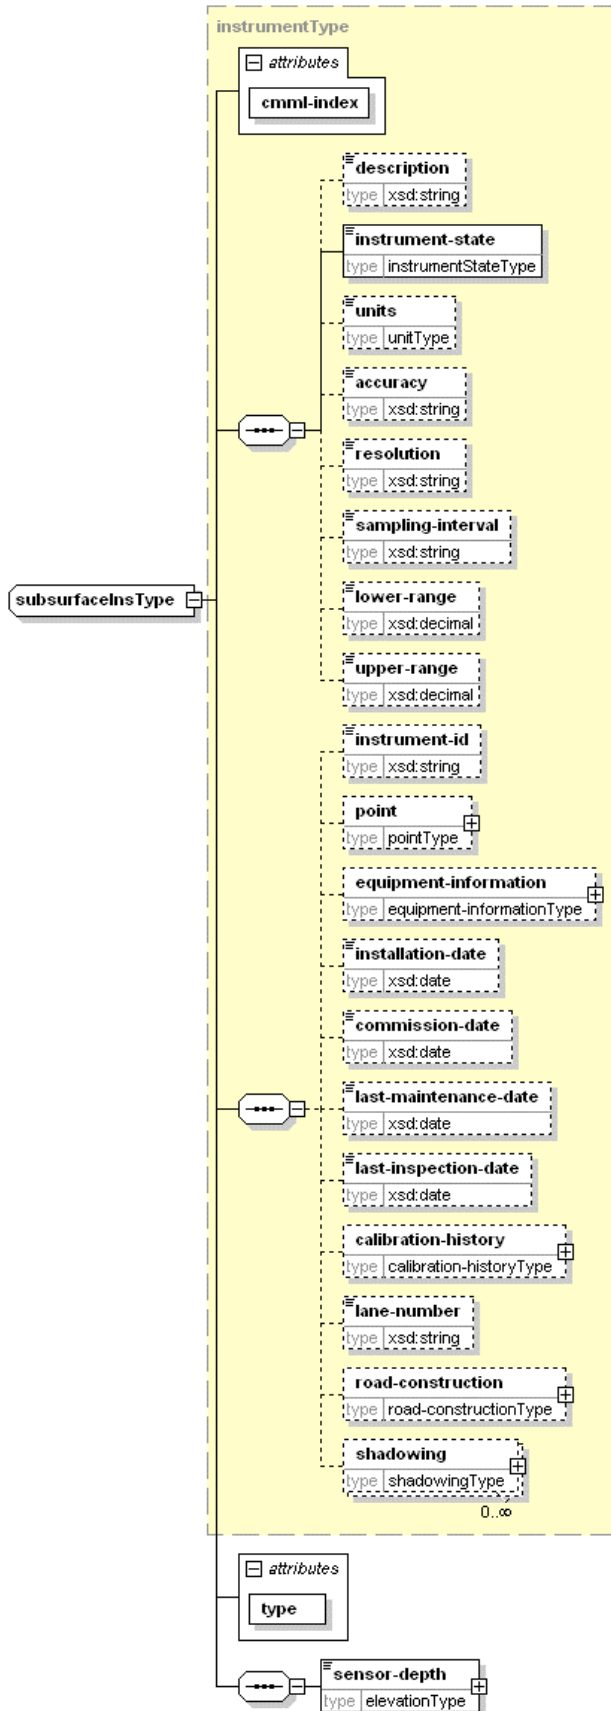 instrumentType
attributes
cmml-index
description
type xsd:string
instrument-state
type instrumentStateType
units
type unitType
accuracy
type xsd:string
resolution
type xsd:string
sampling-interval
type xsd:string
subsurfaceInsType
lower-range
type xsd:decimal
upper-range
type xsd:decimal
instrument-id
type xsd:string
point
type pointType
equipment-information
type equipment-informationType
installation-date
type xsd:date
commission-date
type xsd:date
last-maintenance-date
type xsd:date
last-inspection-date
type xsd:date
calibration-history
type calibration-historyType
lane-number
type xsd:string
road-construction
type road-constructionType
shadowing
type shadowingType
0..∞
attributes
type
sensor-depth
type elevationType